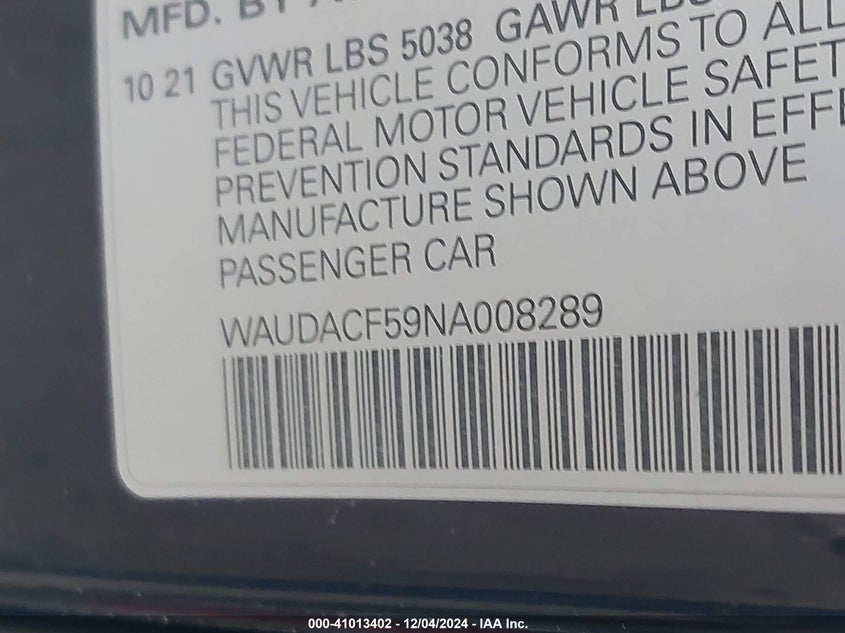 MFD. BY
10 21 GVWR LBS 5038 GAWR
THIS VEHICLE CONFORMS TO ALL
FEDERAL MOTOR VEHICLE
PREVENTION STANDARDS IN
MANUFACTURE SHOWN ABOVE
PASSENGER CAR
WAUDACF59NA008289
000-41013402 - 12/04/2024 - IAA Inc.